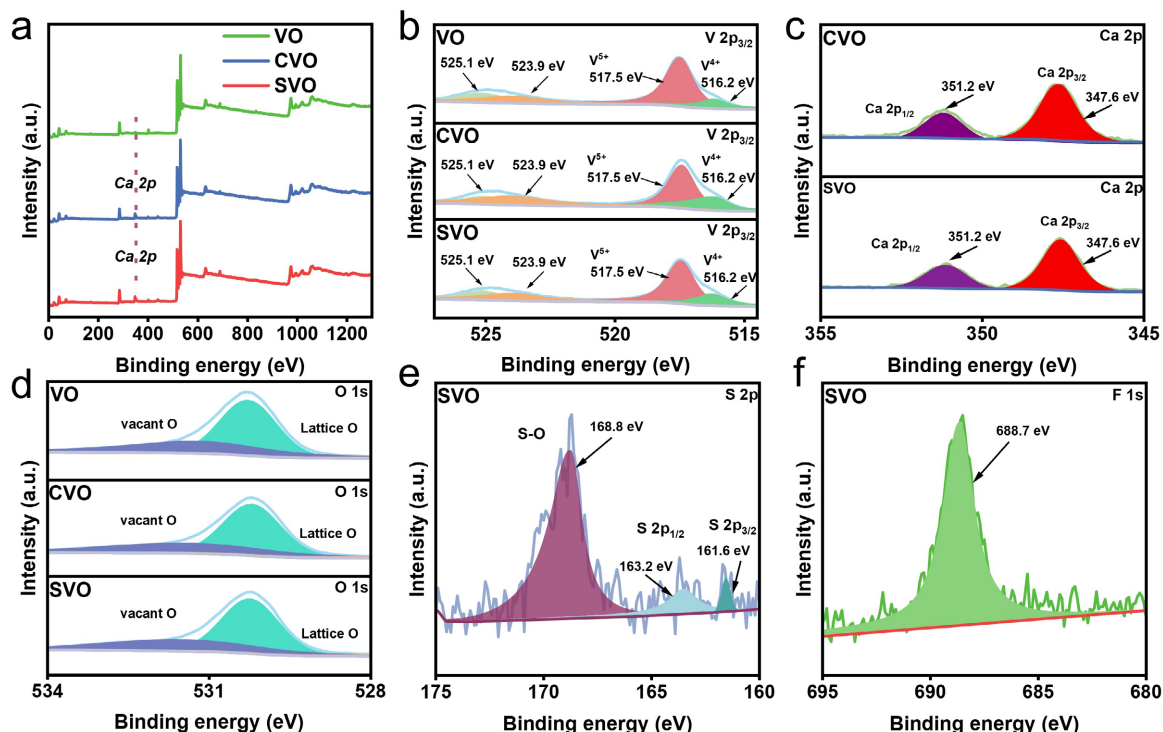 a
VO
CVO
SVO
Ca 2p
Ca 2p
Intensity (a.u.)
0 200 400 600 800 1000 1200
Binding energy (eV)
b
VO
V 2p3/2
525.1 eV
523.9 eV
V5+
517.5 eV
V4+
516.2 eV
CVO
V 2p3/2
525.1 eV
523.9 eV
V5+
517.5 eV
V4+
516.2 eV
SVO
V 2p3/2
525.1 eV
523.9 eV
V5+
517.5 eV
V4+
516.2 eV
Intensity (a.u.)
525 520 515
Binding energy (eV)
c
CVO
Ca 2p
Ca 2p3/2
351.2 eV
Ca 2p1/2
347.6 eV
SVO
Ca 2p
Ca 2p3/2
351.2 eV
Ca 2p1/2
347.6 eV
Intensity (a.u.)
355 350 345
Binding energy (eV)
d
VO
O 1s
vacant O
Lattice O
CVO
O 1s
vacant O
Lattice O
SVO
O 1s
vacant O
Lattice O
Intensity (a.u.)
534 531 528
Binding energy (eV)
e
SVO
S 2p
S-O
168.8 eV
S 2p1/2
163.2 eV
S 2p3/2
161.6 eV
Intensity (a.u.)
175 170 165 160
Binding energy (eV)
f
SVO
F 1s
688.7 eV
Intensity (a.u.)
695 690 685 680
Binding energy (eV)